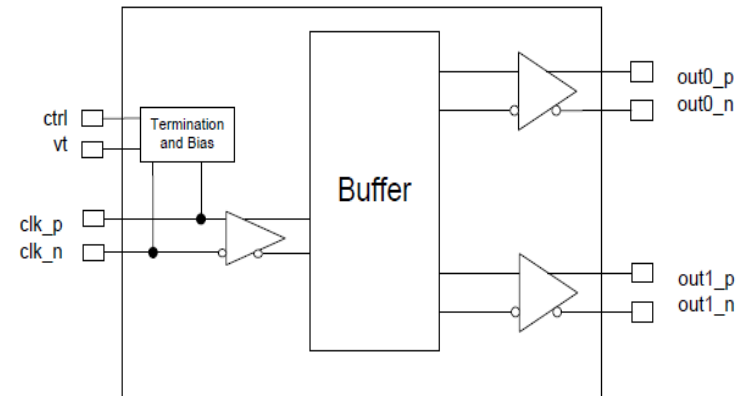 ctrl
vt
clk_p
clk_n
Termination
and Bias
Buffer
out0_p
out0_n
out1_p
out1_n